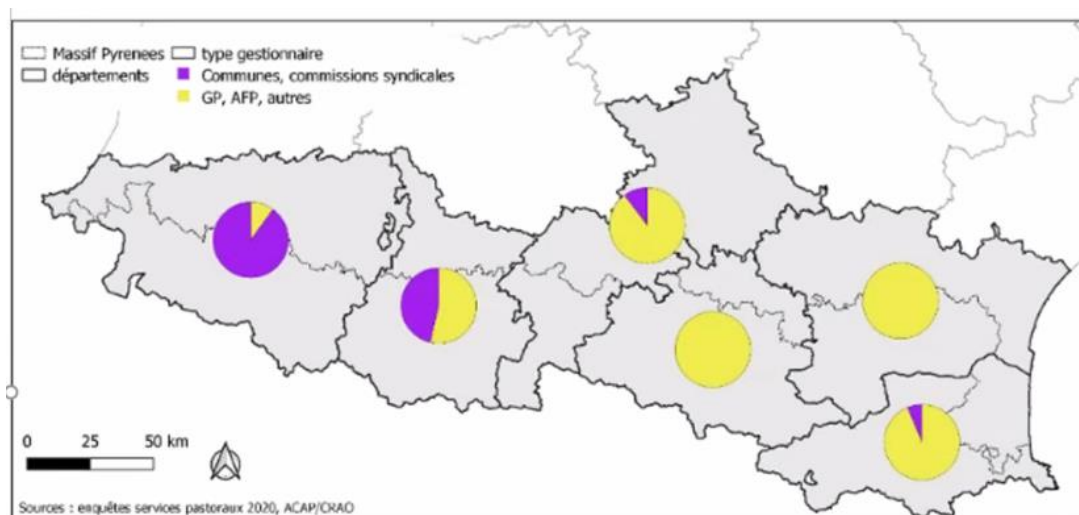 Massif Pyrenees
départements
type gestionnaire
Communes, commissions syndicales
GP, AFP, autres
0 25 50 km
Sources : enquêtes services pastoraux 2020, ACAP/CRAO